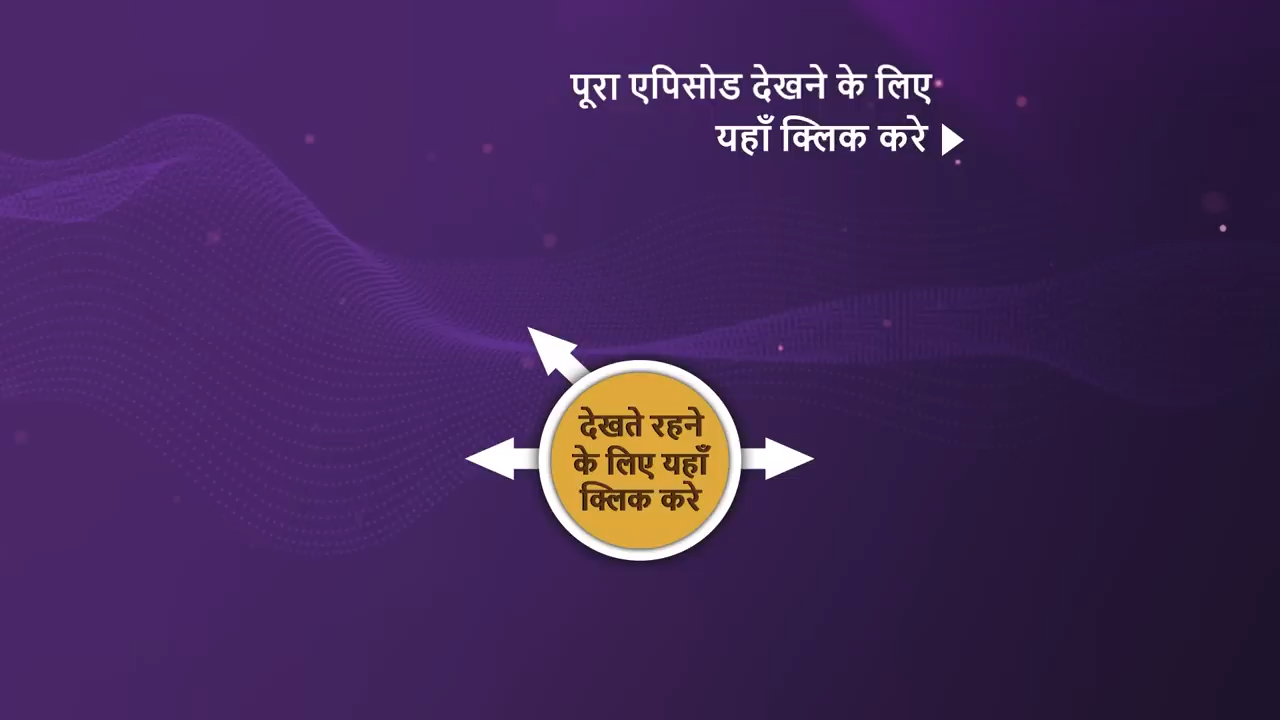 पूरा एपिसोड देखने के लिए
यहाँ क्लिक करे
देखते रहने
के लिए यहाँ
क्लिक करे